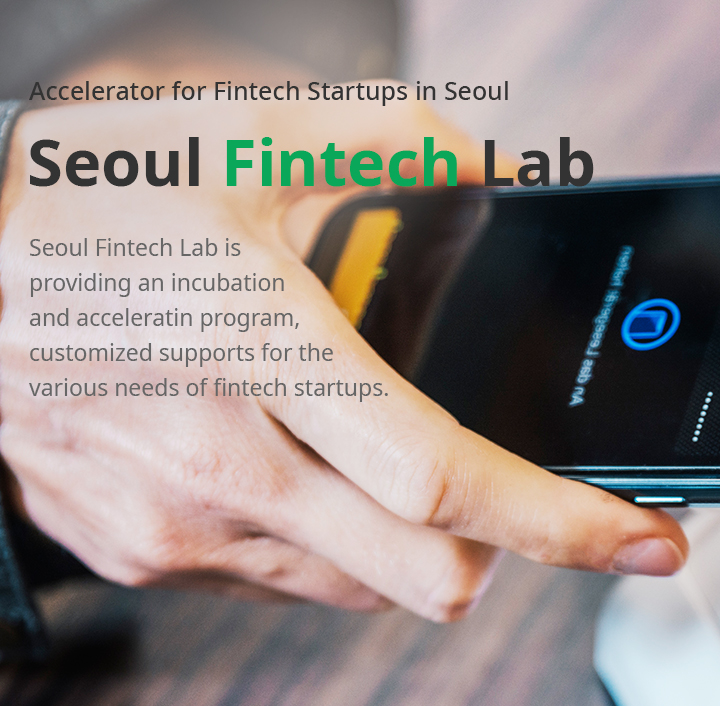 Accelerator for Fintech Startups in Seoul
Seoul Fintech Lab
Seoul Fintech Lab is
providing an incubation
and acceleratin program,
customized supports for the
various needs of fintech startups.